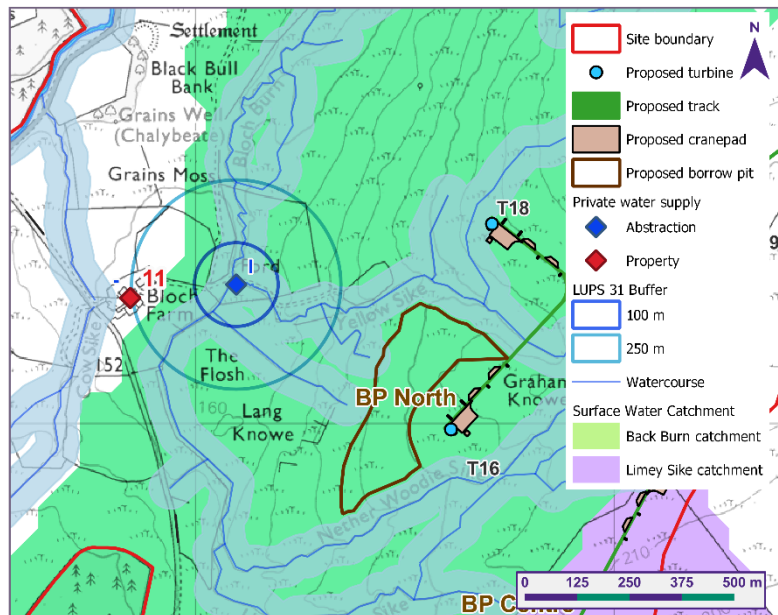 Settlement
Black Bull
Bank
Grains Well
(Chalybeate)
Bloch Burn
Grains Moss
T18
I
Ford
11
Bloch
Farm
Yellow Sike
Cow Sike
152
The
Flosh
160
Lang
Knowe
BP North
Graham
Knowe
T16
Nether Woodie S
210
BP Centre
Site boundary
N
Proposed turbine
Proposed track
Proposed cranepad
Proposed borrow pit
Private water supply
Abstraction
Property
LUPS 31 Buffer
100 m
250 m
Watercourse
Surface Water Catchment
Back Burn catchment
Limey Sike catchment
0 125 250 375 500 m